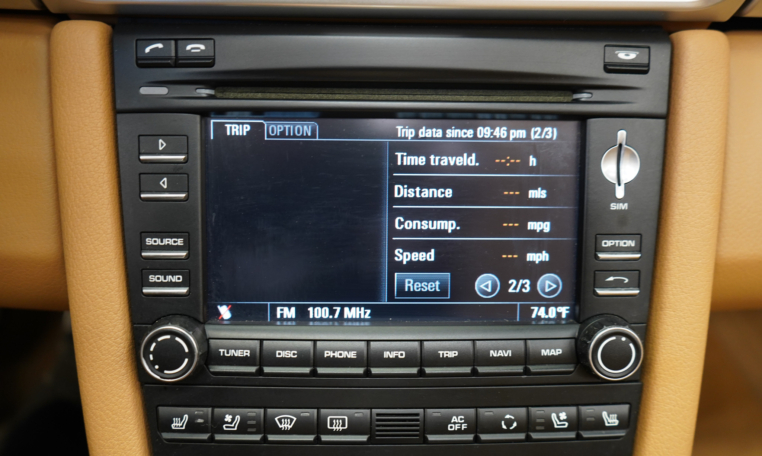 TRIP OPTION Trip data since 09:46 pm (2/3)
Time traveld. --:-- h
Distance --- mls
Consump. --- mpg
Speed --- mph
Reset 2/3
FM 100.7 MHz 74.0°F
SIM
SOURCE
OPTION
SOUND
TUNER DISC PHONE INFO TRIP NAVI MAP
AC
OFF